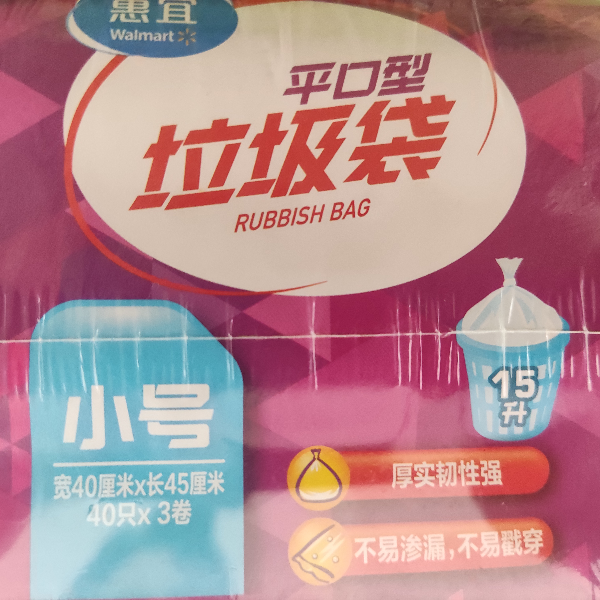 惠宜
Walmart
平口型
垃圾袋
RUBBISH BAG
15
升
小号
宽40厘米x长45厘米
40只x 3卷
厚实韧性强
不易渗漏,不易戳穿